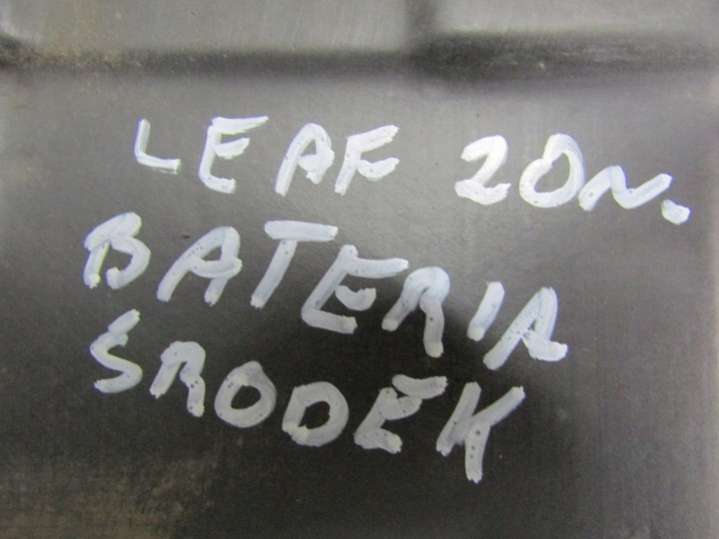 LEAF 20N.
BATERIA
ŚRODEK